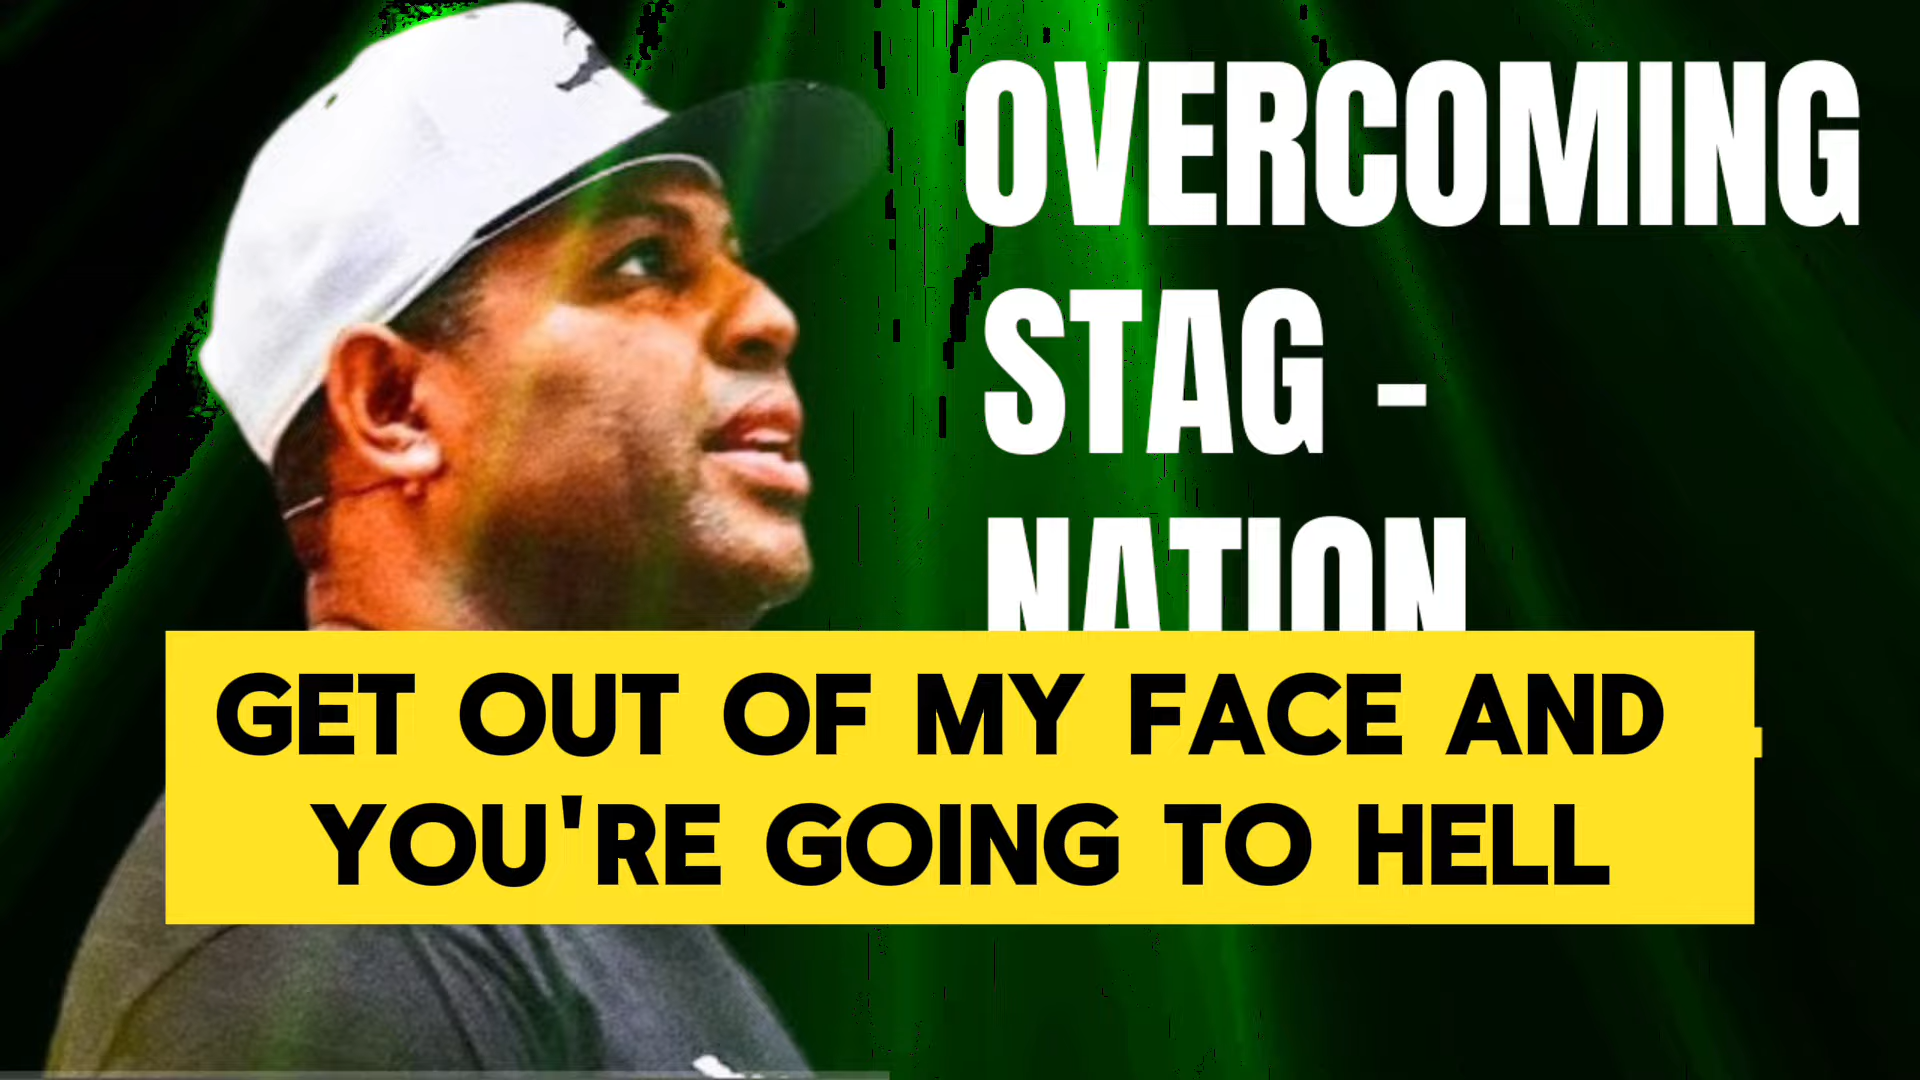 OVERCOMING
STAG -
NATION
GET OUT OF MY FACE AND
YOU'RE GOING TO HELL